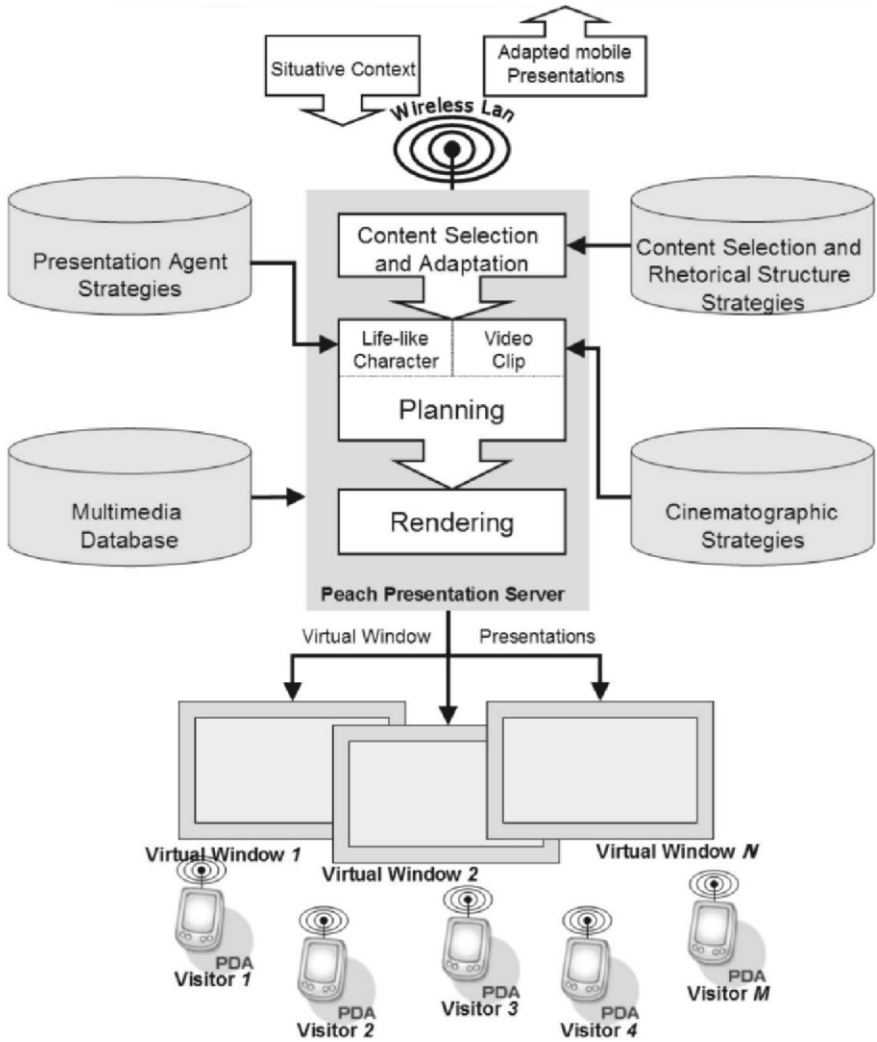 Situative Context
Adapted mobile
Presentations
Wireless Lan
Presentation Agent
Strategies
Content Selection
and Adaptation
Content Selection and
Rhetorical Structure
Strategies
Life-like
Character
Video
Clip
Planning
Multimedia
Database
Rendering
Cinematographic
Strategies
Peach Presentation Server
Virtual Window
Presentations
Virtual Window 1
Virtual Window 2
Virtual Window N
PDA
Visitor 1
PDA
Visitor 2
PDA
Visitor 3
PDA
Visitor 4
PDA
Visitor M